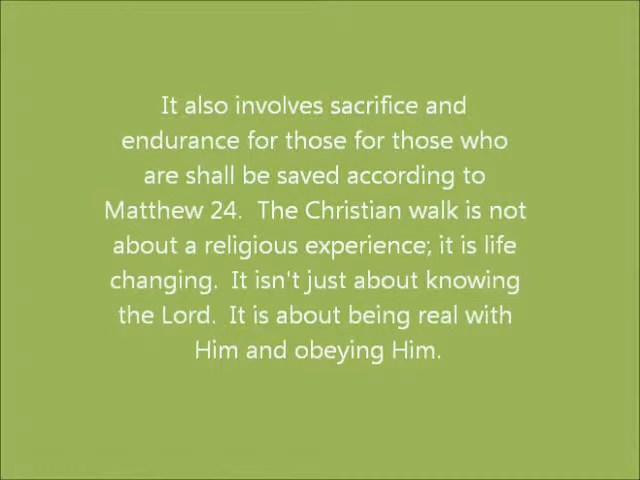 It also involves sacrifice and
endurance for those for those who
are shall be saved according to
Matthew 24.  The Christian walk is not
about a religious experience; it is life
changing.  It isn't just about knowing
the Lord.  It is about being real with
Him and obeying Him.